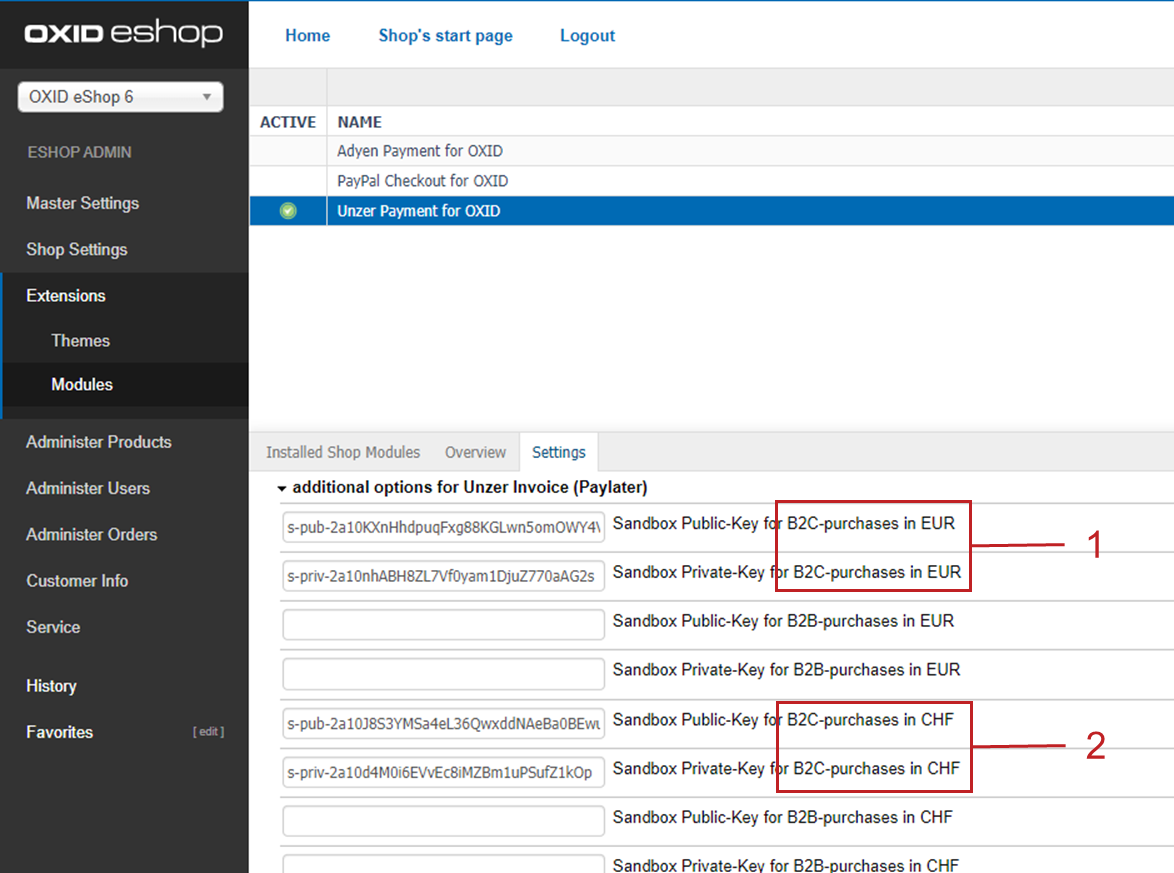 OXID eshop
Home Shop's start page Logout
OXID eShop 6
ESHOP ADMIN
Master Settings
Shop Settings
Extensions
Themes
Modules
Administer Products
Administer Users
Administer Orders
Customer Info
Service
History
Favorites [ edit ]
ACTIVE NAME
Adyen Payment for OXID
PayPal Checkout for OXID
Unzer Payment for OXID
Installed Shop Modules Overview Settings
additional options for Unzer Invoice (Paylater)
s-pub-2a10KXnHhdpuqFxg88KGLwn5omOWY4V Sandbox Public-Key for B2C-purchases in EUR
s-priv-2a10nhABH8ZL7Vf0yam1DjuZ770aAG2s Sandbox Private-Key for B2C-purchases in EUR
1
Sandbox Public-Key for B2B-purchases in EUR
Sandbox Private-Key for B2B-purchases in EUR
s-pub-2a10J8S3YMSa4eL36QwxddNAeBa0BEwu Sandbox Public-Key for B2C-purchases in CHF
s-priv-2a10d4M0i6EVvEc8iMZBm1uPSufZ1kOp Sandbox Private-Key for B2C-purchases in CHF
2
Sandbox Public-Key for B2B-purchases in CHF
Sandbox Private-Key for B2B-purchases in CHF